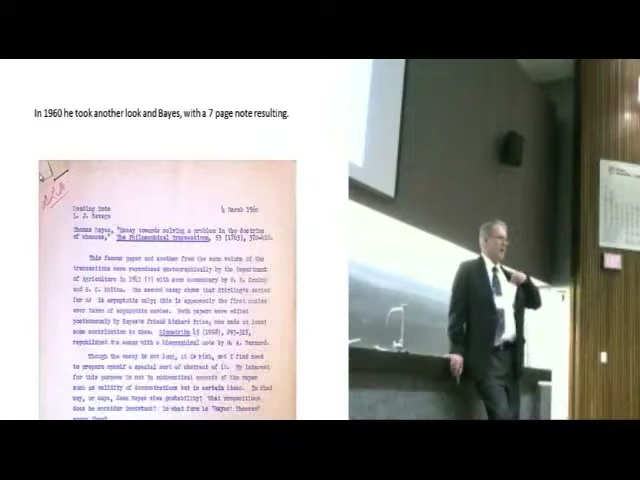 In 1960 he took another look and Bayes, with a 7 page note resulting.
Reading Note
4 March 1960
L. J. Savage
Thomas Bayes, "Essay towards solving a problem in the doctrine
of chances," The Philosophical Transactions, 53 (1763), 370-418.
This famous paper and another from the same volume of the
transactions were reproduced photographically by the Department
of Agriculture in with some commentary by W. E. Deming
and E. C. Molina. The second essay shows that Stirling's series
for is asymptotic only; this is apparently the first
ever taken of asymptotic series. Both papers were edited
posthumously by Bayes's friend Richard Price, who made at least
some contribution to them. Biometrika 45 (1958), 293-315,
republished the essay with a biographical note by G. A. Barnard.
Though the essay is not long, it is rich, and I find need
to prepare myself a special sort of abstract of it. My interest
for this purpose is not in mathematical of the paper
such as validity of demonstrations but in certain ideas. In what
way, or ways, does Bayes view probability? What propositions
does he consider important? In what form is "Bayes' Theorem"